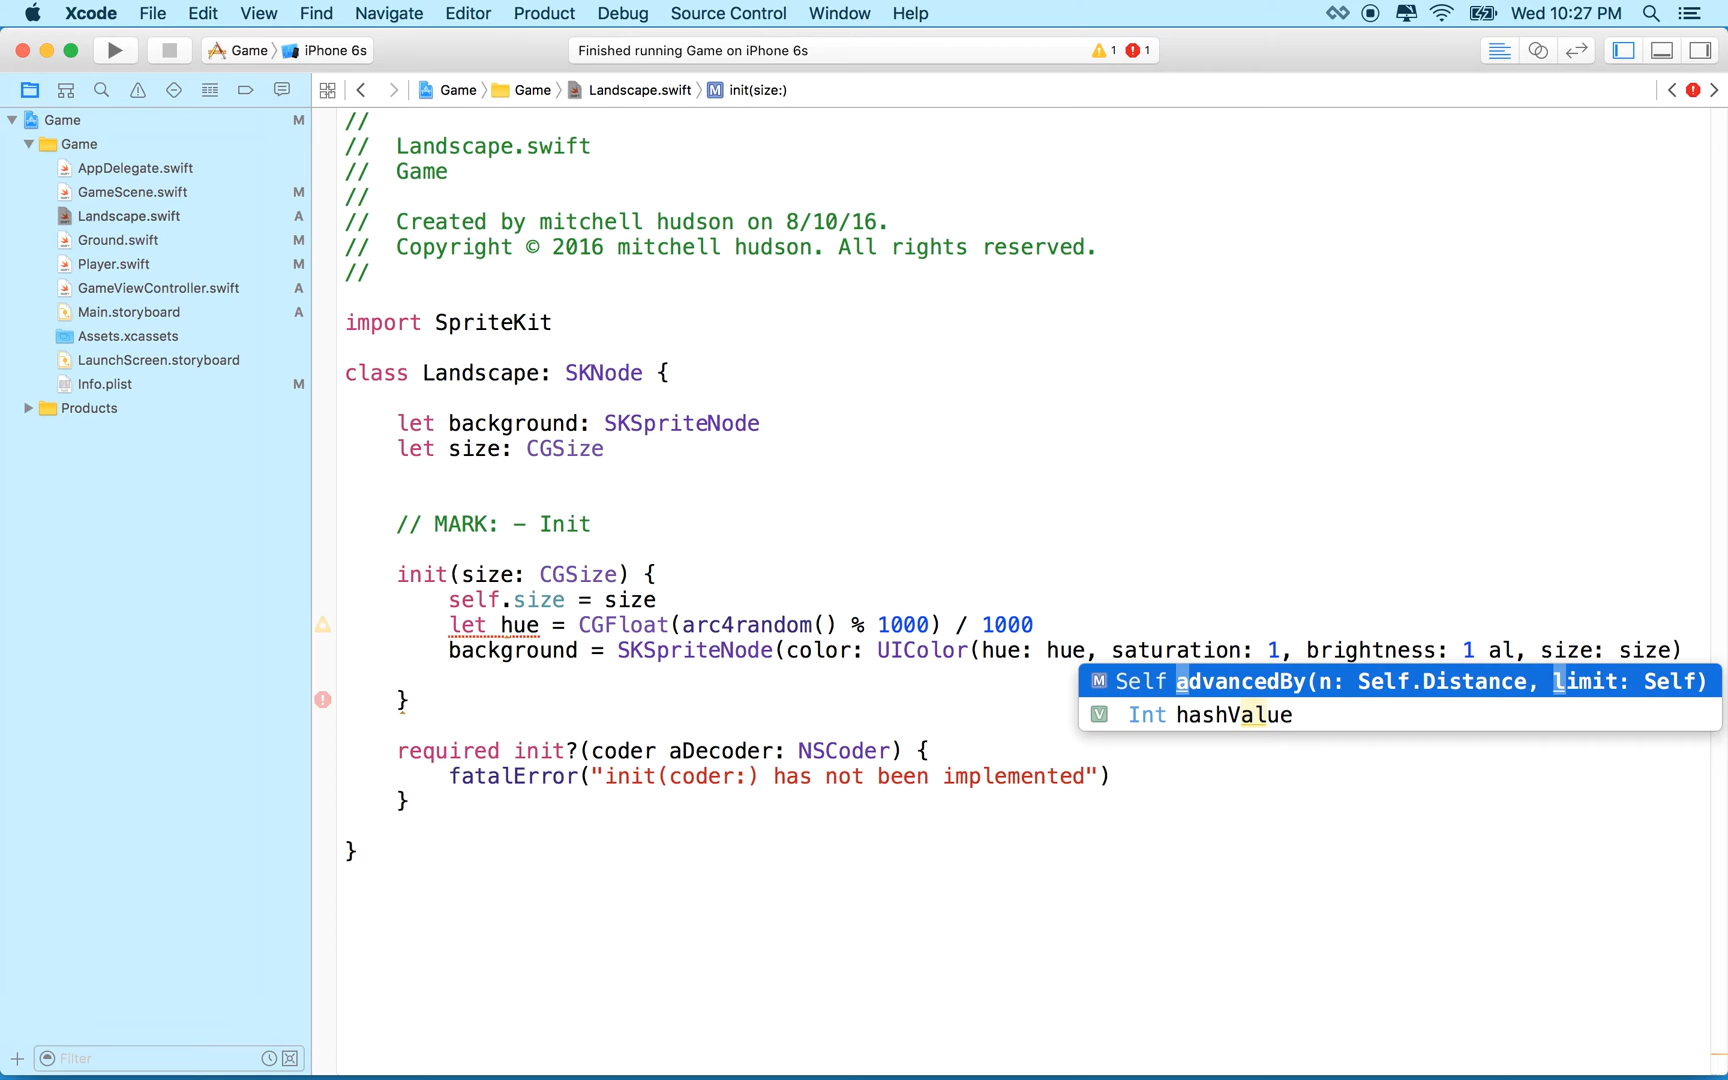 Xcode File Edit View Find Navigate Editor Product Debug Source Control Window Help Wed 10:27 PM
Game iPhone 6s Finished running Game on iPhone 6s 1 1
Game Game Landscape.swift M init(size:)
Game M
Game
AppDelegate.swift
GameScene.swift M
Landscape.swift A
Ground.swift M
Player.swift M
GameViewController.swift A
Main.storyboard A
Assets.xcassets
LaunchScreen.storyboard
Info.plist M
Products
Filter
//
// Landscape.swift
// Game
//
// Created by mitchell hudson on 8/10/16.
// Copyright © 2016 mitchell hudson. All rights reserved.
//
import SpriteKit
class Landscape: SKNode {
let background: SKSpriteNode
let size: CGSize
// MARK: - Init
init(size: CGSize) {
self.size = size
let hue = CGFloat(arc4random() % 1000) / 1000
background = SKSpriteNode(color: UIColor(hue: hue, saturation: 1, brightness: 1 al, size: size)
M Self advancedBy(n: Self.Distance, limit: Self)
V Int hashValue
}
required init?(coder aDecoder: NSCoder) {
fatalError("init(coder:) has not been implemented")
}
}